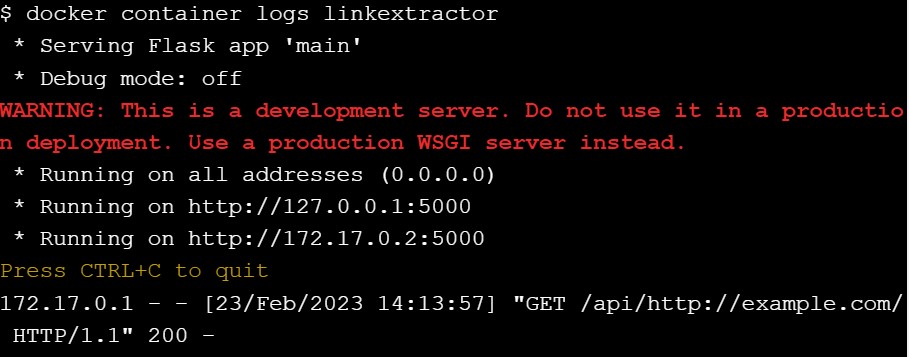 $ docker container logs linkextractor
 * Serving Flask app 'main'
 * Debug mode: off
WARNING: This is a development server. Do not use it in a productio
n deployment. Use a production WSGI server instead.
 * Running on all addresses (0.0.0.0)
 * Running on http://127.0.0.1:5000
 * Running on http://172.17.0.2:5000
Press CTRL+C to quit
172.17.0.1 - - [23/Feb/2023 14:13:57] "GET /api/http://example.com/
 HTTP/1.1" 200 -